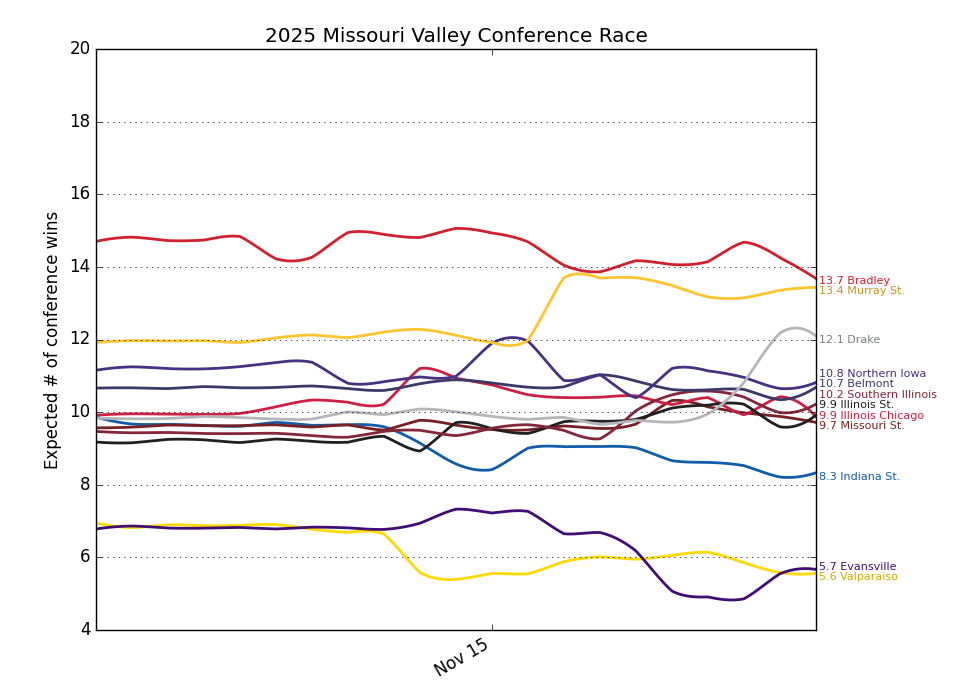 2025 Missouri Valley Conference Race
Expected # of conference wins
20
18
16
14
12
10
8
6
4
Nov 15
13.7 Bradley
13.4 Murray St.
12.1 Drake
10.8 Northern Iowa
10.7 Belmont
10.2 Southern Illinois
9.9 Illinois St.
9.9 Illinois Chicago
9.7 Missouri St.
8.3 Indiana St.
5.7 Evansville
5.6 Valparaiso